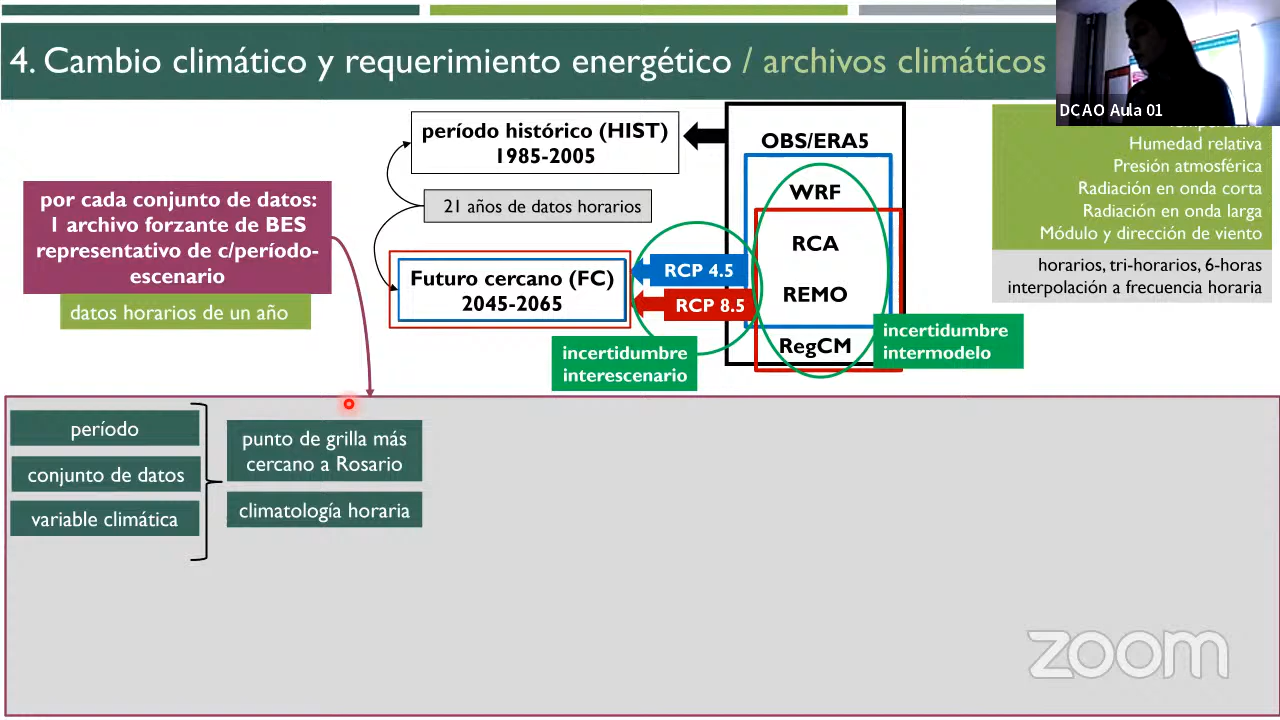 4. Cambio climático y requerimiento energético / archivos climáticos
DCAO Aula 01
período histórico (HIST)
1985-2005
OBS/ERA5
WRF
RCA
REMO
RegCM
21 años de datos horarios
Humedad relativa
Presión atmosférica
Radiación en onda corta
Radiación en onda larga
Módulo y dirección de viento
horarios, tri-horarios, 6-horas
interpolación a frecuencia horaria
por cada conjunto de datos:
1 archivo forzante de BES
representativo de c/período-
escenario
datos horarios de un año
Futuro cercano (FC)
2045-2065
RCP 4.5
RCP 8.5
incertidumbre
interescenario
incertidumbre
intermodelo
período
conjunto de datos
variable climática
punto de grilla más
cercano a Rosario
climatología horaria
zoom